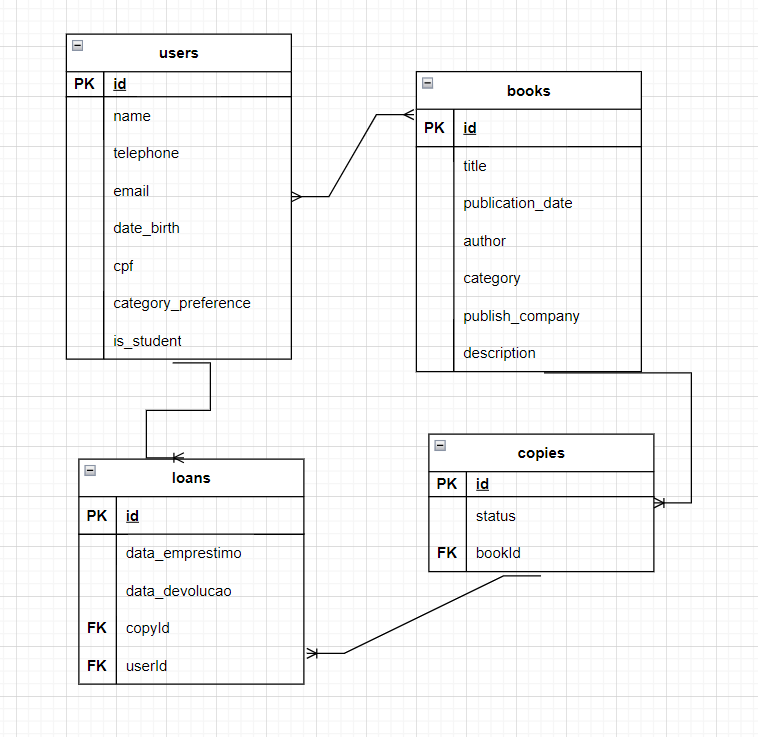 users
PK id
name
telephone
email
date_birth
cpf
category_preference
is_student
books
PK id
title
publication_date
author
category
publish_company
description
loans
PK id
data_emprestimo
data_devolucao
FK copyId
FK userId
copies
PK id
status
FK bookId